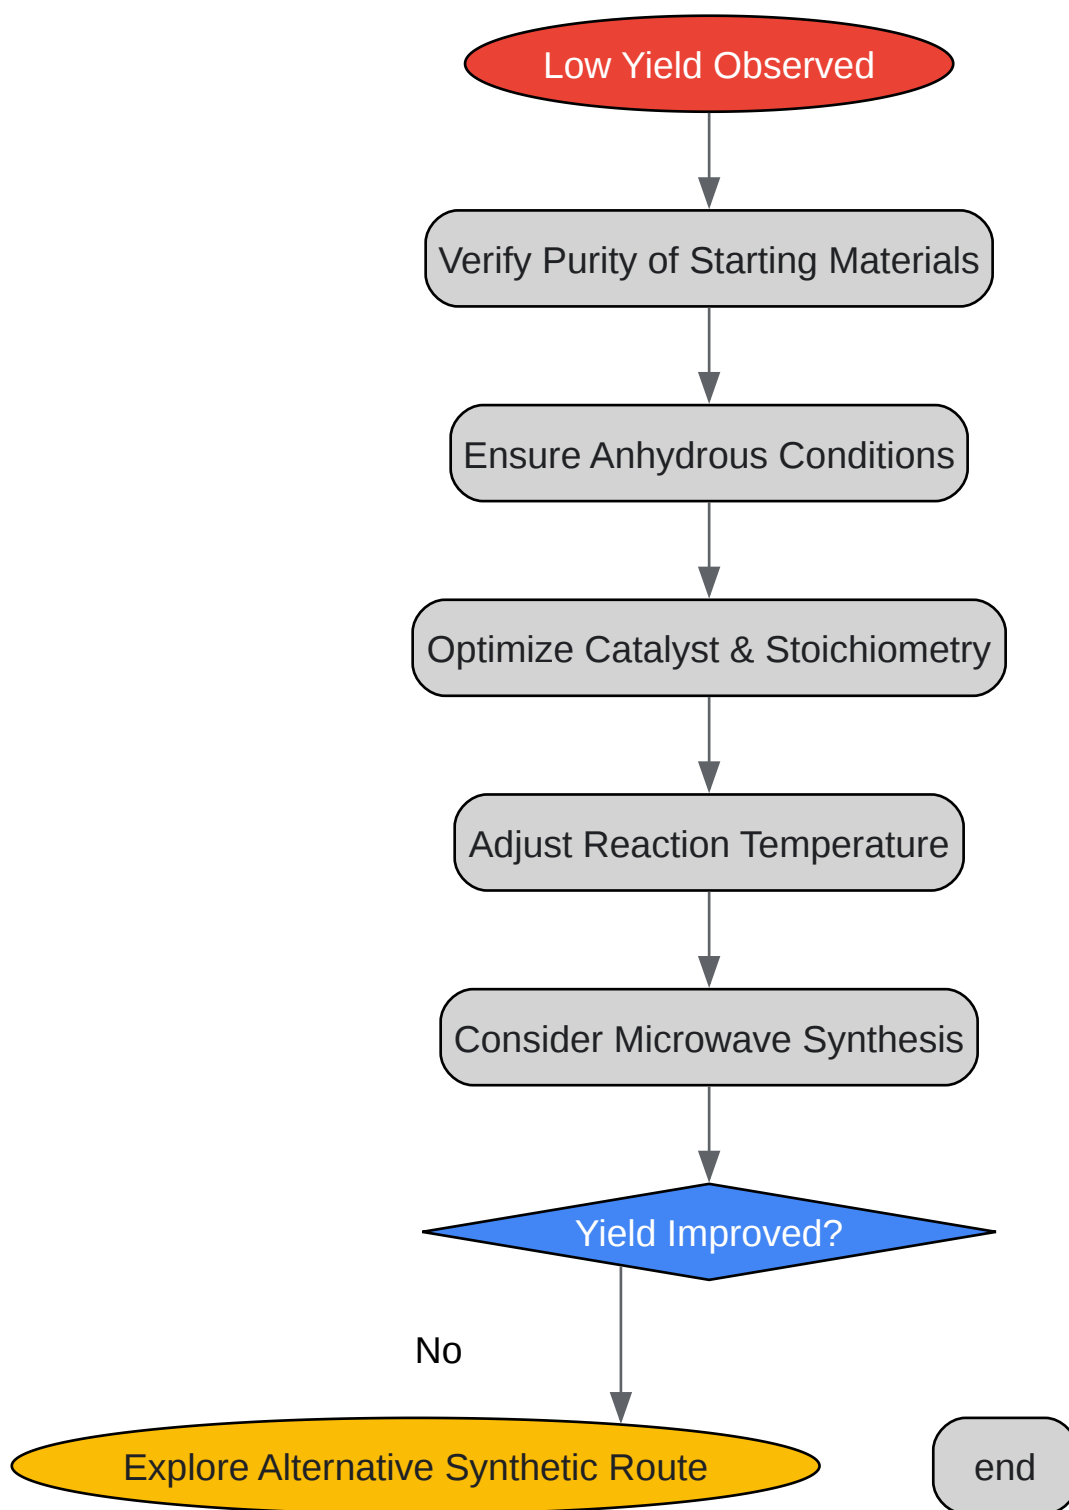 Low Yield Observed
Verify Purity of Starting Materials
Ensure Anhydrous Conditions
Optimize Catalyst & Stoichiometry
Adjust Reaction Temperature
Consider Microwave Synthesis
Yield Improved?
No
Explore Alternative Synthetic Route
end